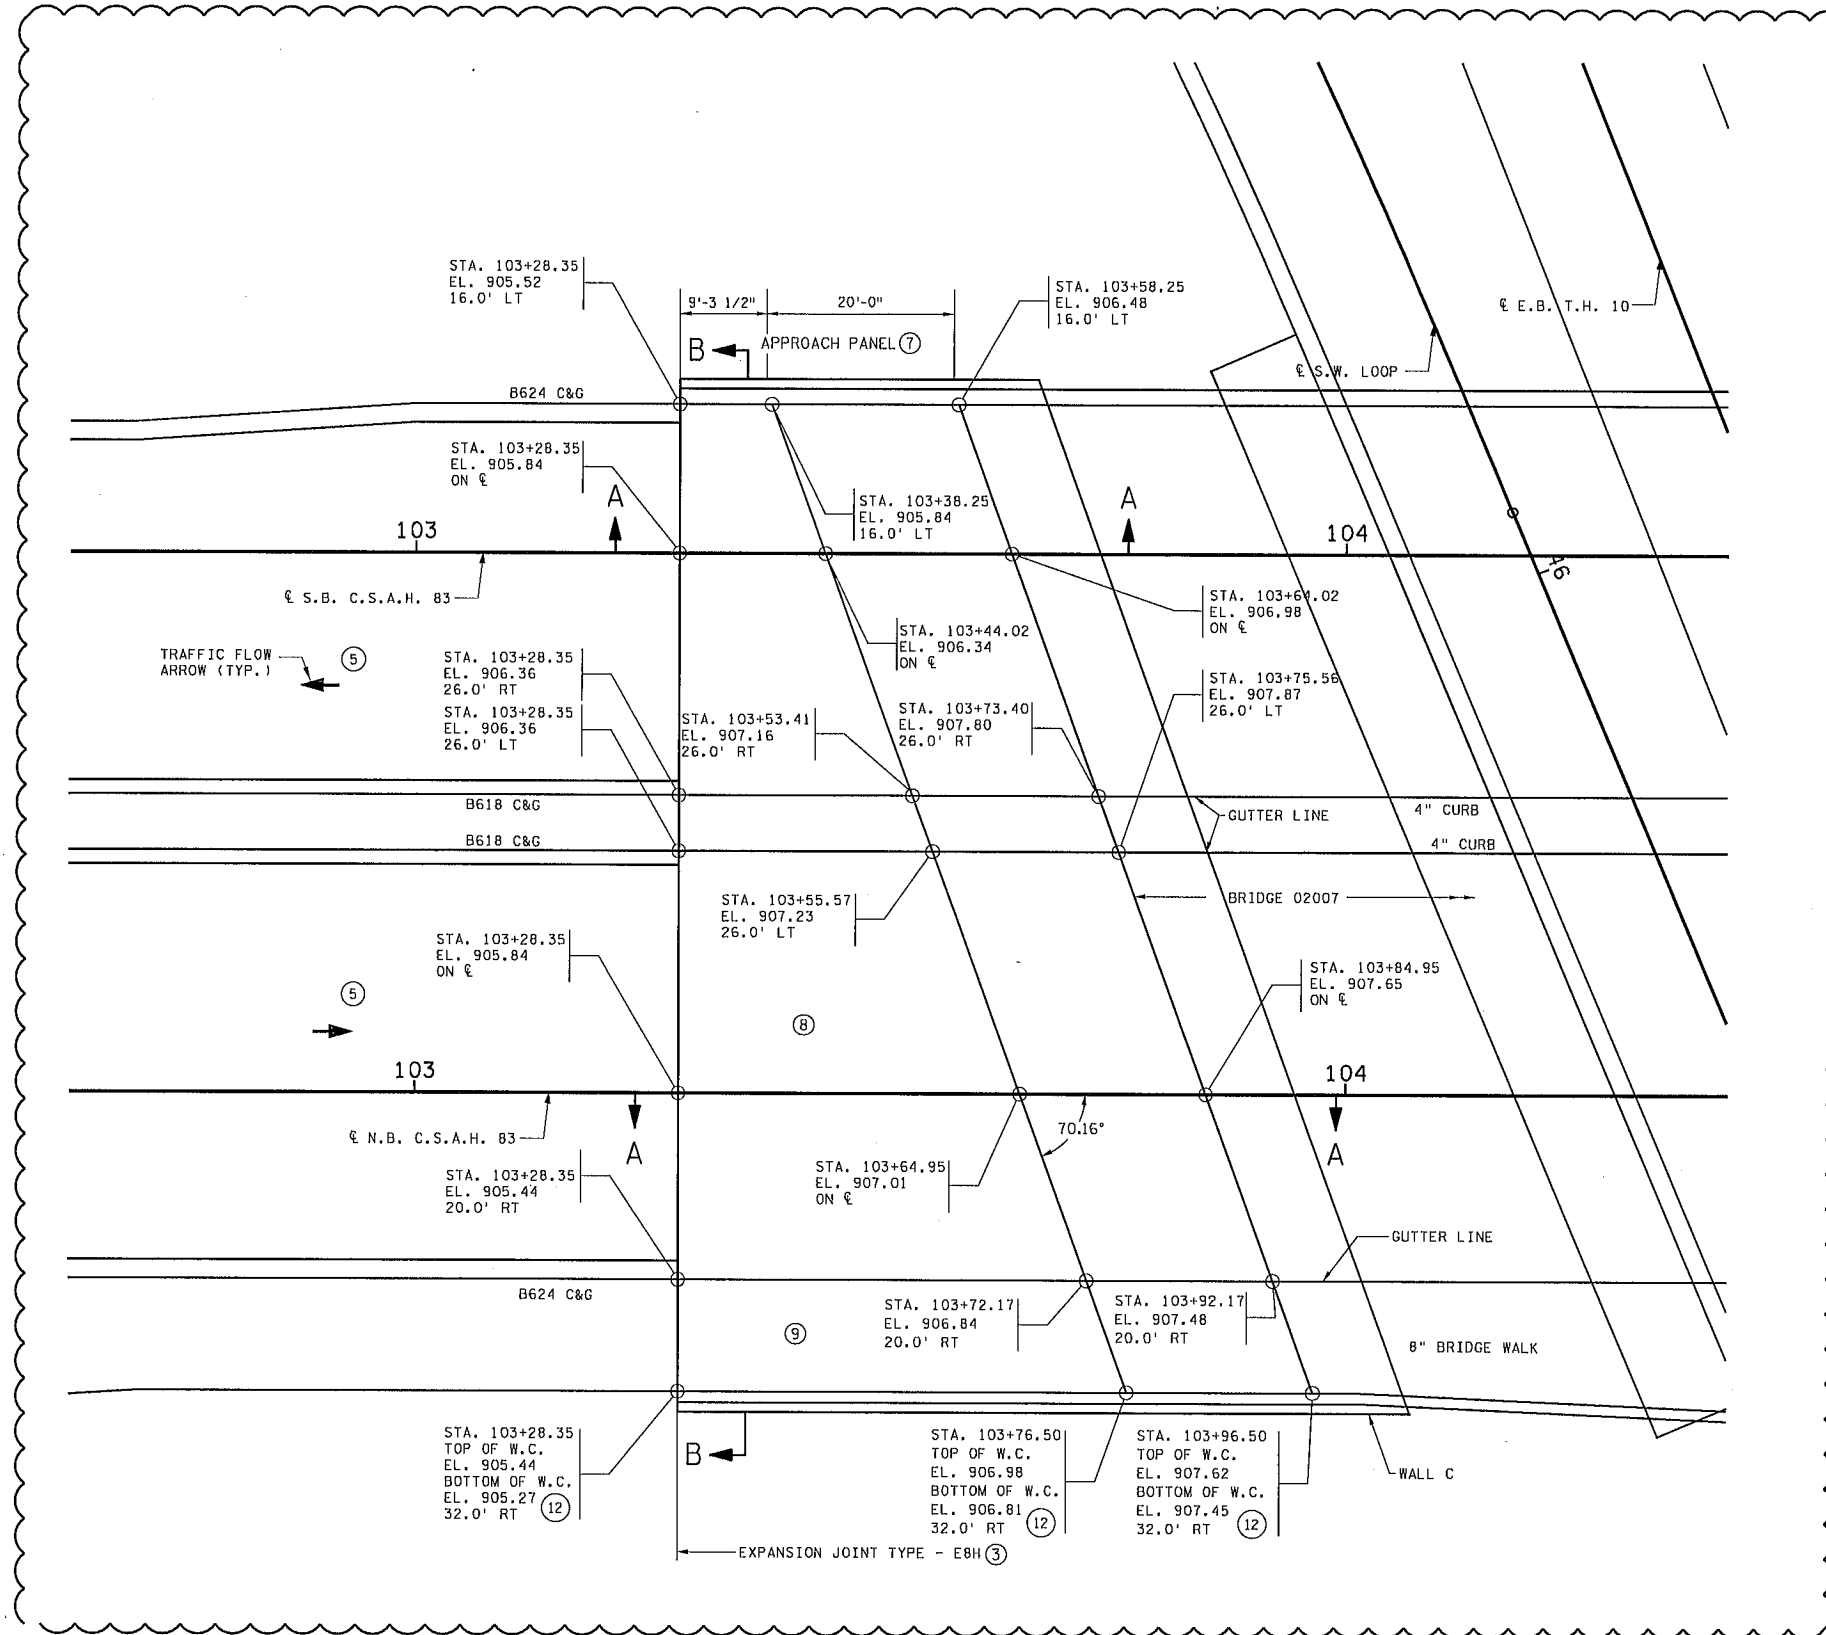 STA. 103+28.35
EL. 905.52
16.0' LT
9'-3 1/2"
20'-0"
STA. 103+58.25
EL. 906.48
16.0' LT
℄ E.B. T.H. 10
B
APPROACH PANEL 7
℄ S.W. LOOP
B624 C&G
STA. 103+28.35
EL. 905.84
ON ℄
A
STA. 103+38.25
EL. 905.84
16.0' LT
A
103
104
46
℄ S.B. C.S.A.H. 83
STA. 103+64.02
EL. 906.98
ON ℄
STA. 103+44.02
EL. 906.34
ON ℄
TRAFFIC FLOW
ARROW (TYP.)
5
STA. 103+28.35
EL. 906.36
26.0' RT
STA. 103+28.35
EL. 906.36
26.0' LT
STA. 103+53.41
EL. 907.16
26.0' RT
STA. 103+73.40
EL. 907.80
26.0' RT
STA. 103+75.56
EL. 907.87
26.0' LT
B618 C&G
GUTTER LINE
4" CURB
B618 C&G
4" CURB
STA. 103+55.57
EL. 907.23
26.0' LT
BRIDGE 02007
STA. 103+28.35
EL. 905.84
ON ℄
STA. 103+84.95
EL. 907.65
ON ℄
5
8
103
104
℄ N.B. C.S.A.H. 83
A
70.16°
A
STA. 103+28.35
EL. 905.44
20.0' RT
STA. 103+64.95
EL. 907.01
ON ℄
GUTTER LINE
B624 C&G
STA. 103+72.17
EL. 906.84
20.0' RT
STA. 103+92.17
EL. 907.48
20.0' RT
9
8" BRIDGE WALK
STA. 103+28.35
TOP OF W.C.
EL. 905.44
BOTTOM OF W.C.
EL. 905.27
32.0' RT 12
B
STA. 103+76.50
TOP OF W.C.
EL. 906.98
BOTTOM OF W.C.
EL. 906.81
32.0' RT 12
STA. 103+96.50
TOP OF W.C.
EL. 907.62
BOTTOM OF W.C.
EL. 907.45
32.0' RT 12
WALL C
EXPANSION JOINT TYPE - E8H 3